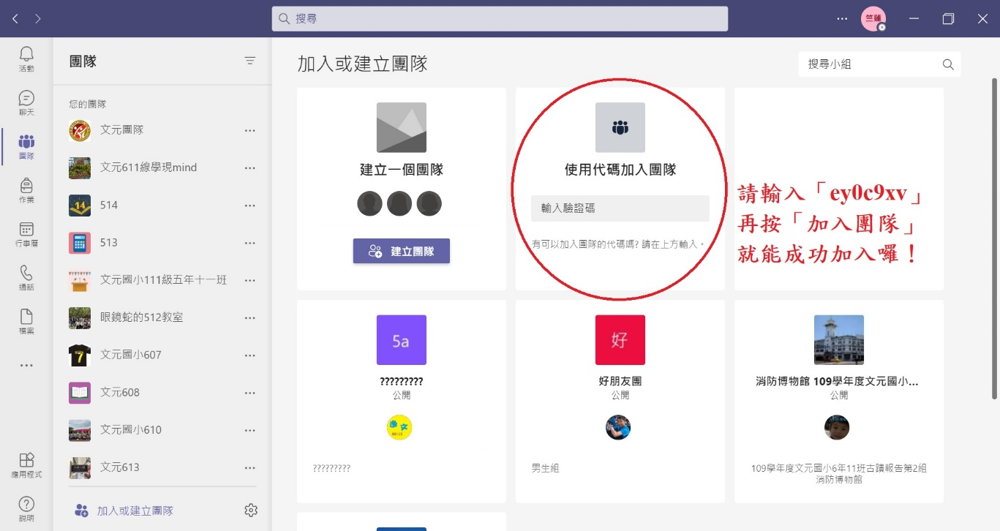 搜尋
竺蓮
活動
聊天
團隊
作業
行事曆
通話
檔案
應用程式
說明
團隊
您的團隊
文元團隊
文元611線學現mind
14
514
513
文元國小111級五年十一班
眼鏡蛇的512教室
7
文元國小607
文元608
文元國小610
文元613
加入或建立團隊
加入或建立團隊
搜尋小組
建立一個團隊
建立團隊
使用代碼加入團隊
輸入驗證碼
有可以加入團隊的代碼嗎? 請在上方輸入。
請輸入「ey0c9xv」
再按「加入團隊」
就能成功加入囉！
5a
?????????
公開
?????????
好
好朋友團
公開
男生組
消防博物館 109學年度文元國小...
公開
109學年度文元國小6年11班古蹟報告第2組
消防博物館